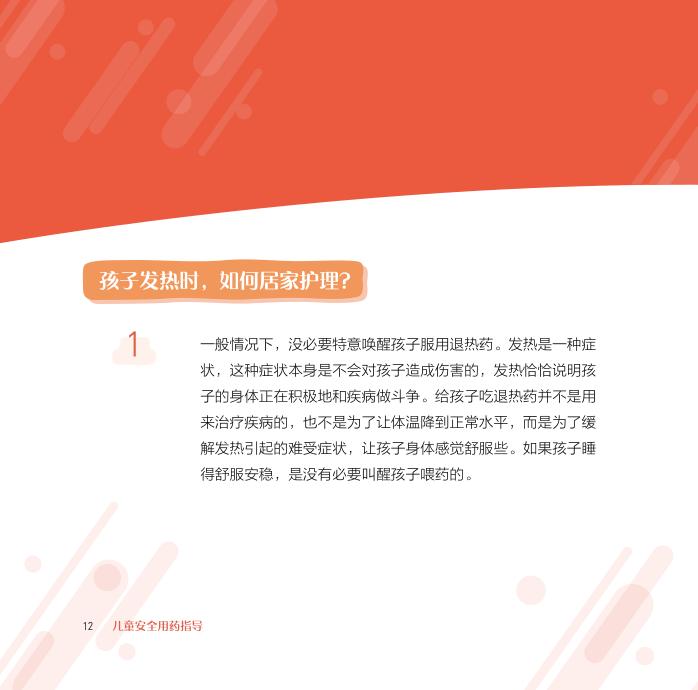 孩子发热时，如何居家护理？
1
一般情况下，没必要特意唤醒孩子服用退热药。发热是一种症
状，这种症状本身是不会对孩子造成伤害的，发热恰恰说明孩
子的身体正在积极地和疾病做斗争。给孩子吃退热药并不是用
来治疗疾病的，也不是为了让体温降到正常水平，而是为了缓
解发热引起的难受症状，让孩子身体感觉舒服些。如果孩子睡
得舒服安稳，是没有必要叫醒孩子喂药的。
12 儿童安全用药指导